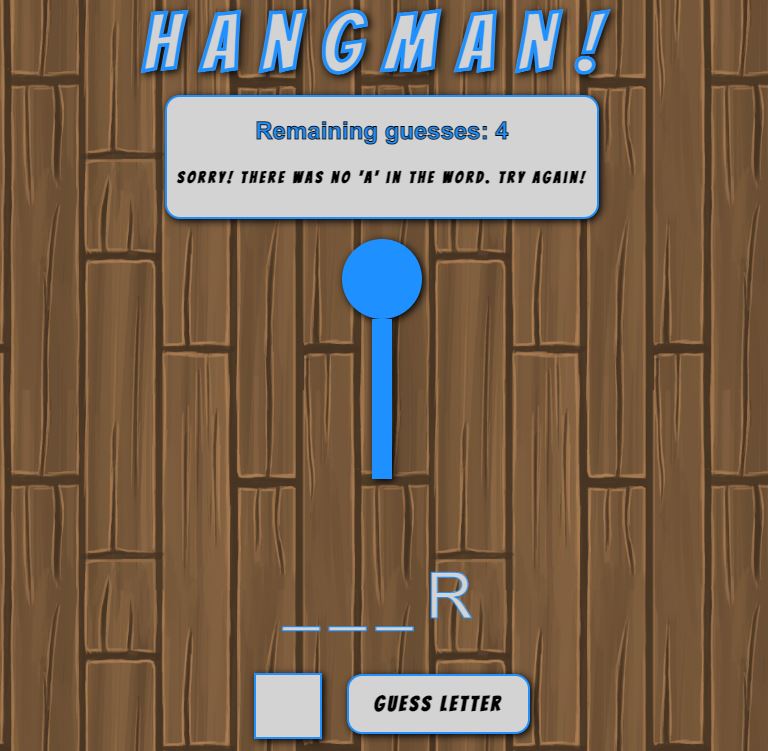 HANGMAN!
Remaining guesses: 4
SORRY! THERE WAS NO 'A' IN THE WORD. TRY AGAIN!
_ _ _ R
GUESS LETTER